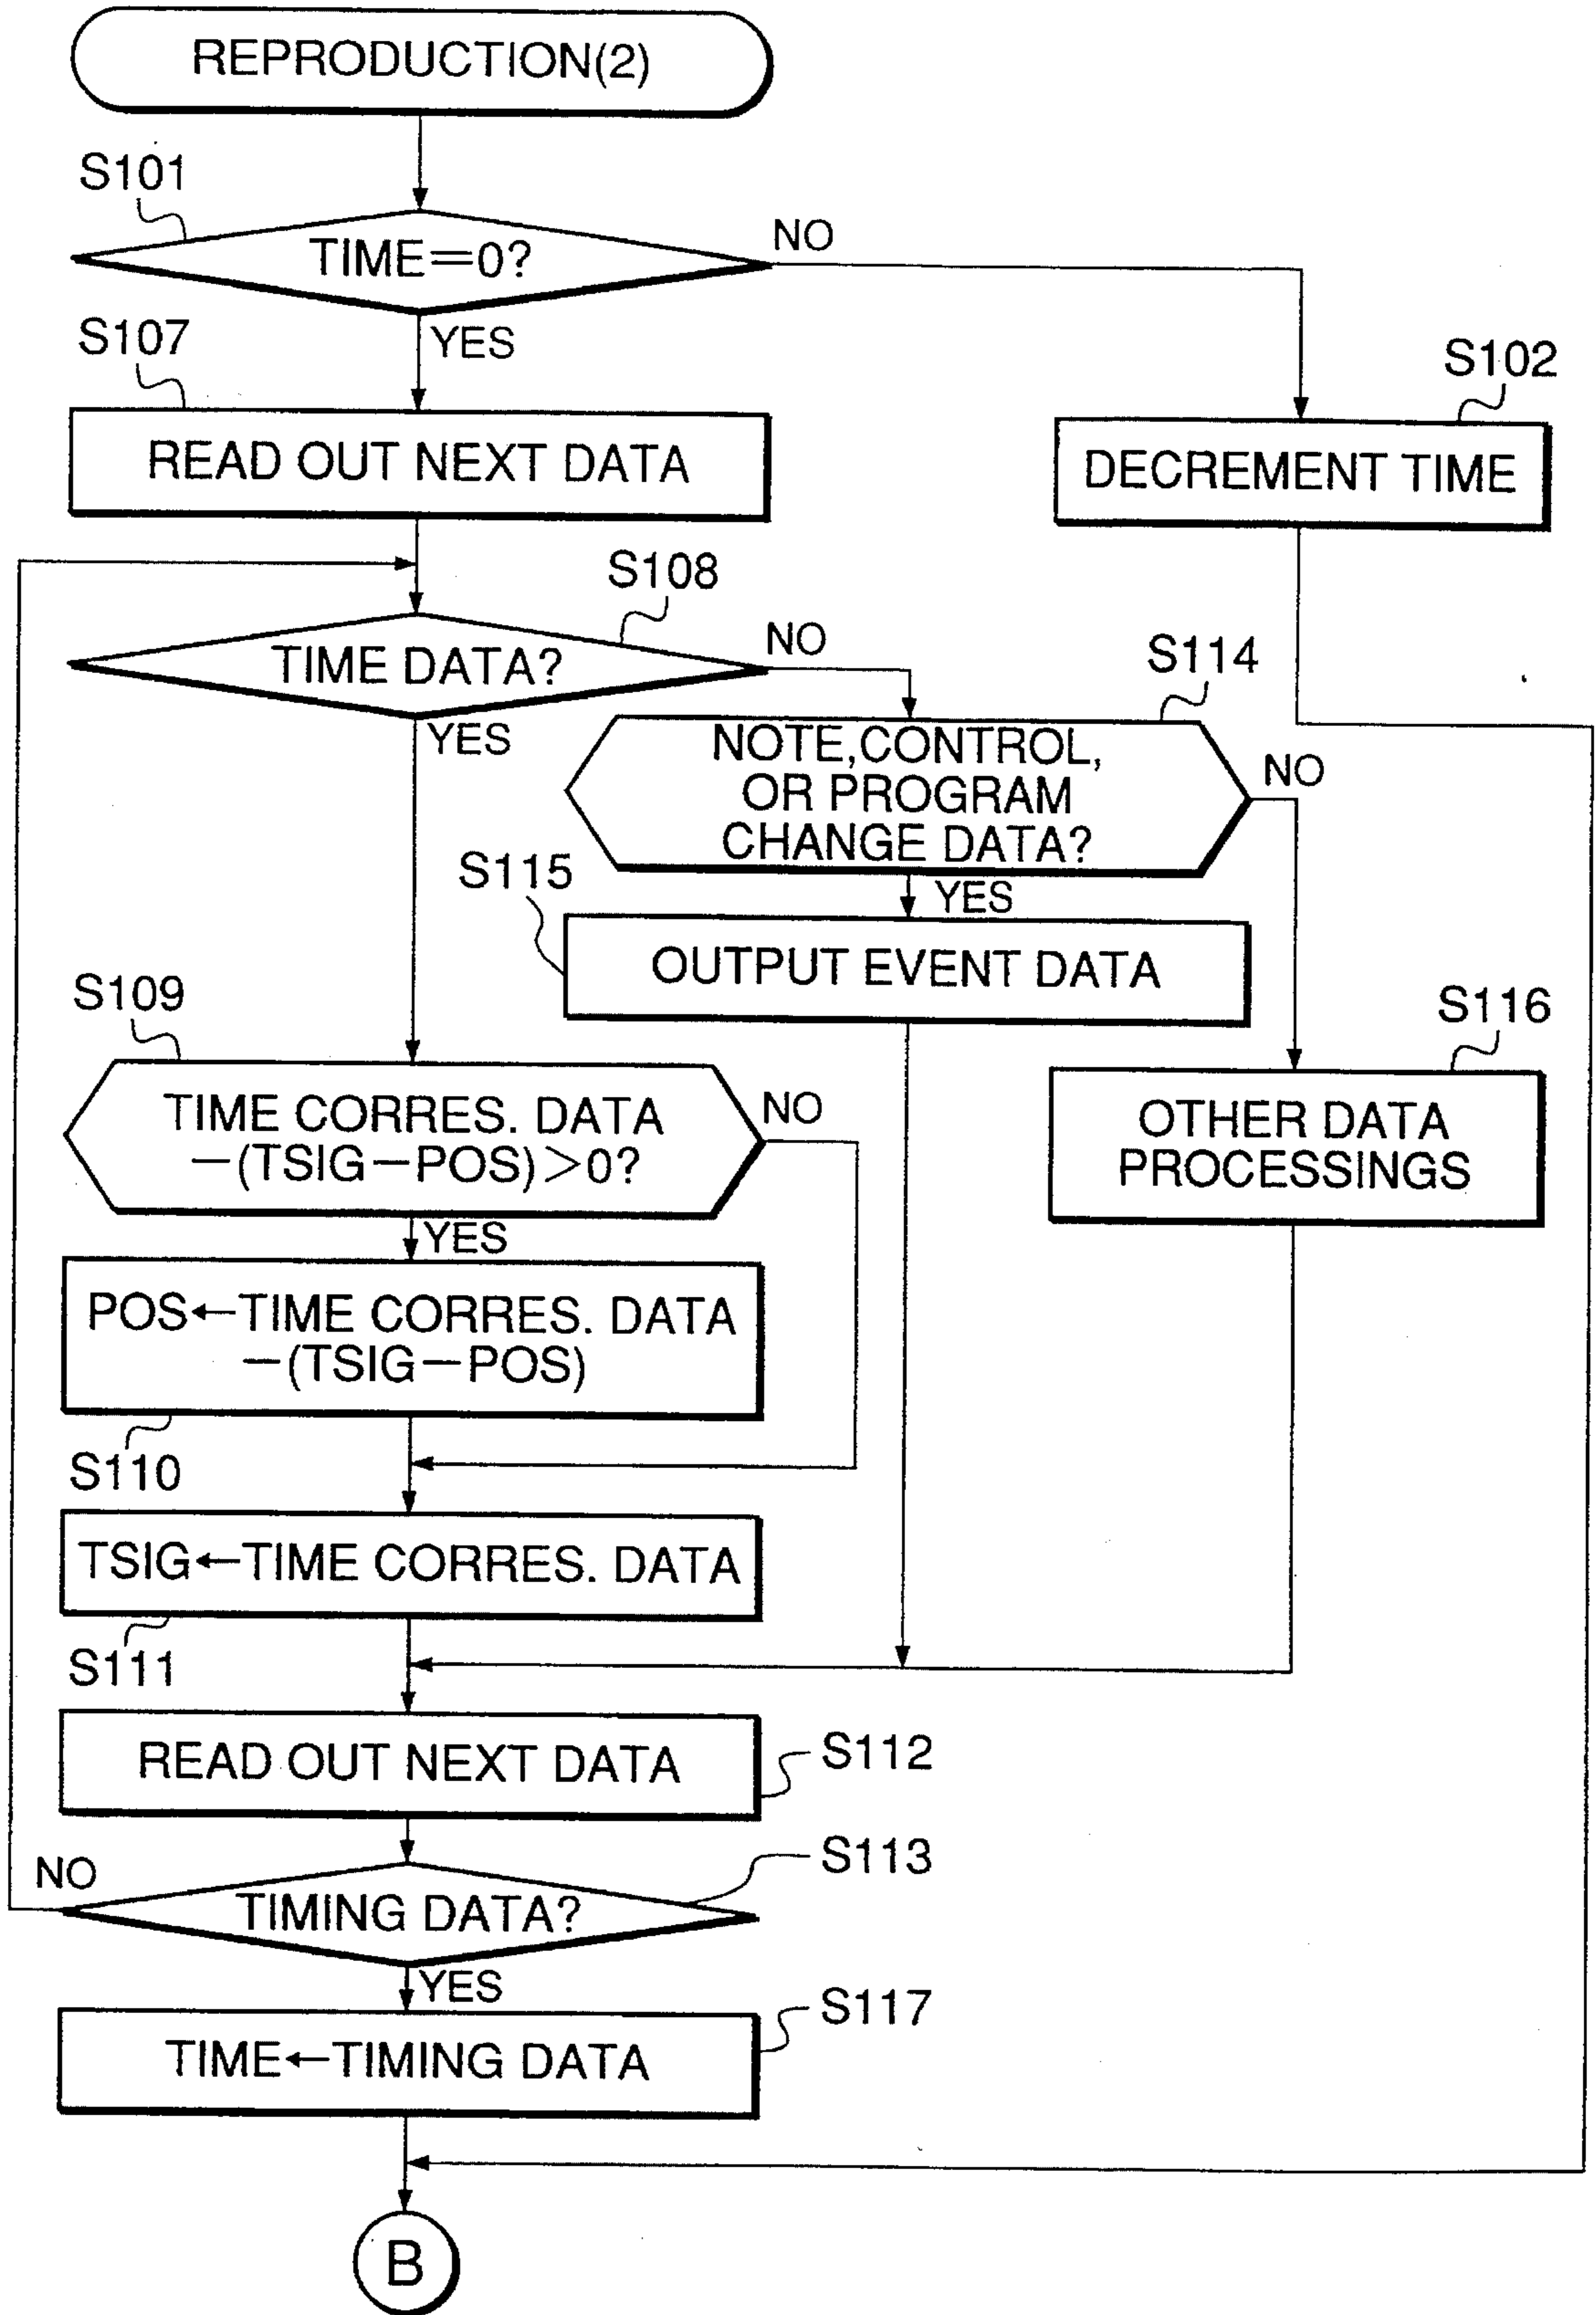 REPRODUCTION(2)
S101
TIME=0?
NO
YES
S107
READ OUT NEXT DATA
S102
DECREMENT TIME
S108
TIME DATA?
NO
YES
S114
NOTE,CONTROL,
OR PROGRAM
CHANGE DATA?
NO
YES
S115
OUTPUT EVENT DATA
S116
OTHER DATA
PROCESSINGS
S109
TIME CORRES. DATA
−(TSIG−POS)>0?
NO
YES
POS←TIME CORRES. DATA
−(TSIG−POS)
S110
TSIG←TIME CORRES. DATA
S111
READ OUT NEXT DATA
S112
S113
TIMING DATA?
NO
YES
S117
TIME←TIMING DATA
B